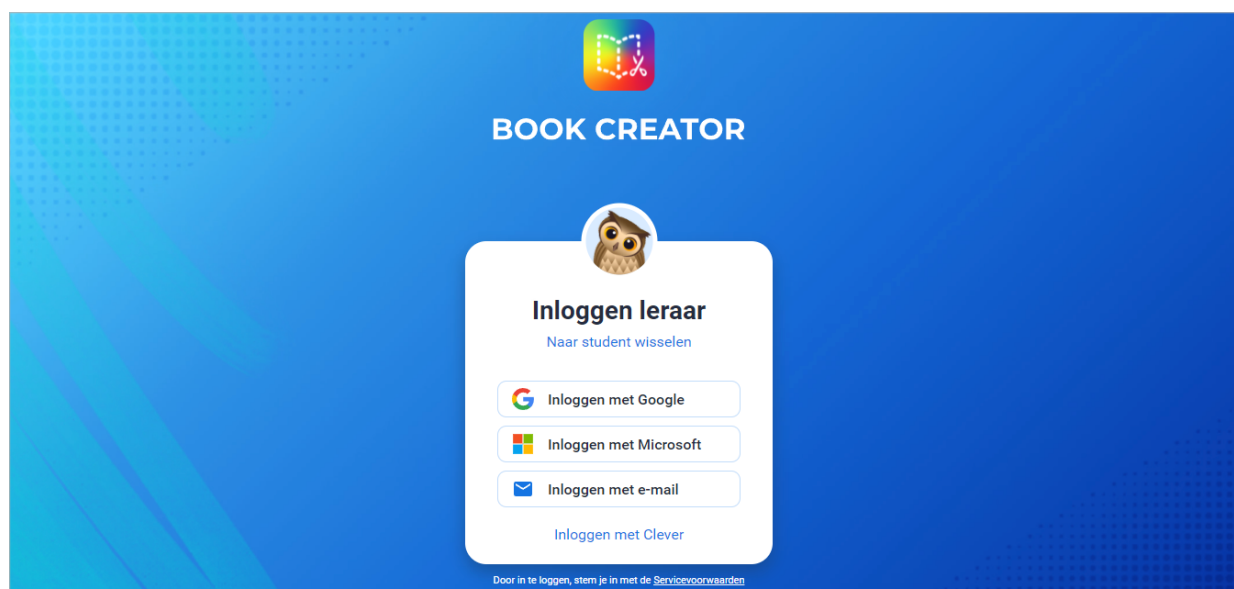 BOOK CREATOR
Inloggen leraar
Naar student wisselen
Inloggen met Google
Inloggen met Microsoft
Inloggen met e-mail
Inloggen met Clever
Door in te loggen, stem je in met de Servicevoorwaarden